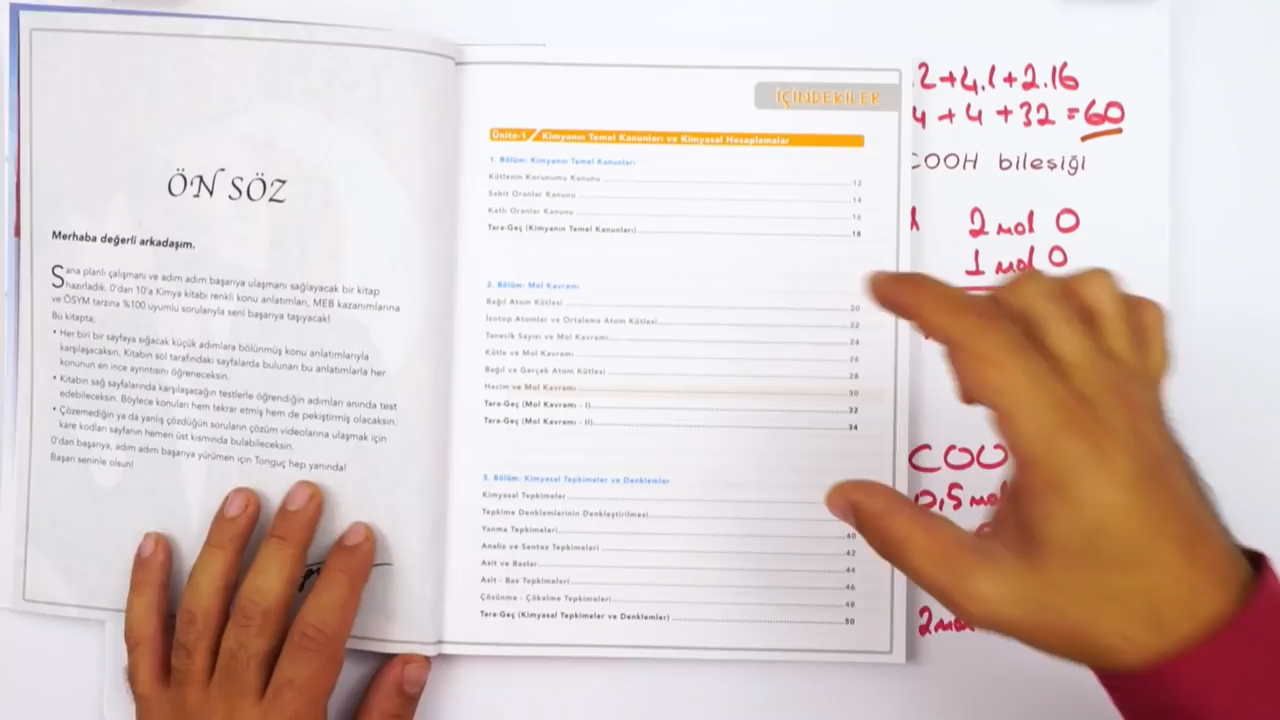 ÖN SÖZ
Merhaba değerli arkadaşım.
Sana planlı çalışmanı ve adım adım başarıya ulaşmanı sağlayacak bir kitap
hazırladık. 0'dan 10'a Kimya kitabı renkli konu anlatımları, MEB kazanımlarına
ve ÖSYM tarzına %100 uyumlu sorularıyla seni başarıya taşıyacak!
Bu kitapta;
• Her biri bir sayfaya sığacak küçük adımlara bölünmüş konu anlatımlarıyla
karşılaşacaksın. Kitabın sol tarafındaki sayfalarda bulunan bu anlatımlarla her
konunun en ince ayrıntısını öğreneceksin.
• Kitabın sağ sayfalarında karşılaşacağın testlerle öğrendiğin adımları anında test
edebileceksin. Böylece konuları hem tekrar etmiş hem de pekiştirmiş olacaksın.
• Çözemediğin ya da yanlış çözdüğün soruların çözüm videolarına ulaşmak için
kare kodları sayfanın hemen üst kısmında bulabileceksin.
0'dan başarıya, adım adım başarıya yürümen için Tonguç hep yanında!
Başarı seninle olsun!
İÇİNDEKİLER
Ünite-1 Kimyanın Temel Kanunları ve Kimyasal Hesaplamalar
1. Bölüm: Kimyanın Temel Kanunları
Kütlenin Korunumu Kanunu 12
Sabit Oranlar Kanunu 14
Katlı Oranlar Kanunu 16
Tara-Geç (Kimyanın Temel Kanunları) 18
2. Bölüm: Mol Kavramı
Bağıl Atom Kütlesi 20
İzotop Atomlar ve Ortalama Atom Kütlesi 22
Tanecik Sayısı ve Mol Kavramı 24
Kütle ve Mol Kavramı 26
Bağıl ve Gerçek Atom Kütlesi 28
Hacim ve Mol Kavramı 30
Tara-Geç (Mol Kavramı - I) 32
Tara-Geç (Mol Kavramı - II) 34
3. Bölüm: Kimyasal Tepkimeler ve Denklemler
Kimyasal Tepkimeler
Tepkime Denklemlerinin Denkleştirilmesi
Yanma Tepkimeleri 40
Analiz ve Sentez Tepkimeleri 42
Asit ve Bazlar 44
Asit - Baz Tepkimeleri 46
Çözünme - Çökelme Tepkimeleri 48
Tara-Geç (Kimyasal Tepkimeler ve Denklemler) 50
.2+4.1+2.16
4 + 4 + 32 = 60
COOH bileşiği
2 mol O
1 mol O
COO
0,5 mol
2 mol